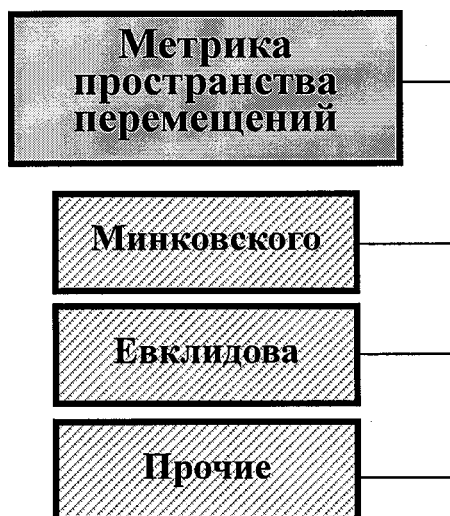 Метрика
пространства
перемещений
Минковского
Евклидова
Прочие